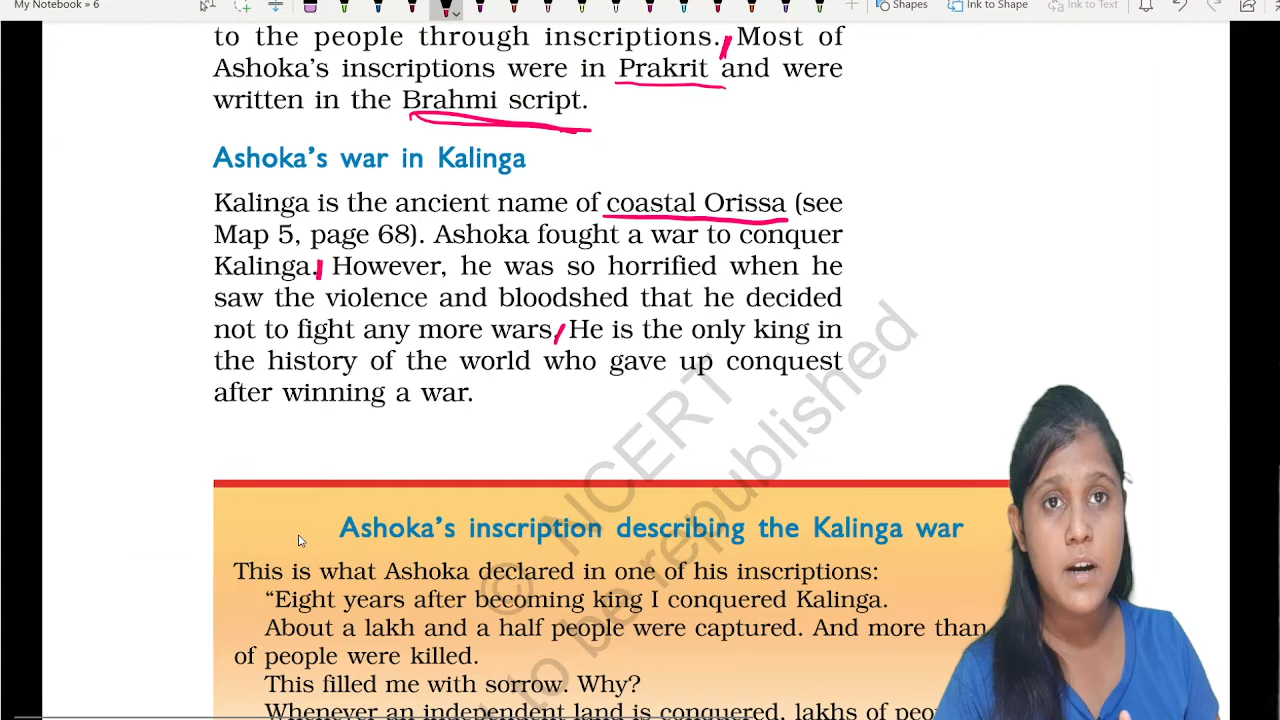 My Notebook » 6
Shapes
Ink to Shape
Ink to Text
to the people through inscriptions. Most of
Ashoka's inscriptions were in Prakrit and were
written in the Brahmi script.
Ashoka's war in Kalinga
Kalinga is the ancient name of coastal Orissa (see
Map 5, page 68). Ashoka fought a war to conquer
Kalinga. However, he was so horrified when he
saw the violence and bloodshed that he decided
not to fight any more wars. He is the only king in
the history of the world who gave up conquest
after winning a war.
© NCERT
to be republished
Ashoka's inscription describing the Kalinga war
This is what Ashoka declared in one of his inscriptions:
“Eight years after becoming king I conquered Kalinga.
About a lakh and a half people were captured. And more than
of people were killed.
This filled me with sorrow. Why?
Whenever an independent land is conquered, lakhs of